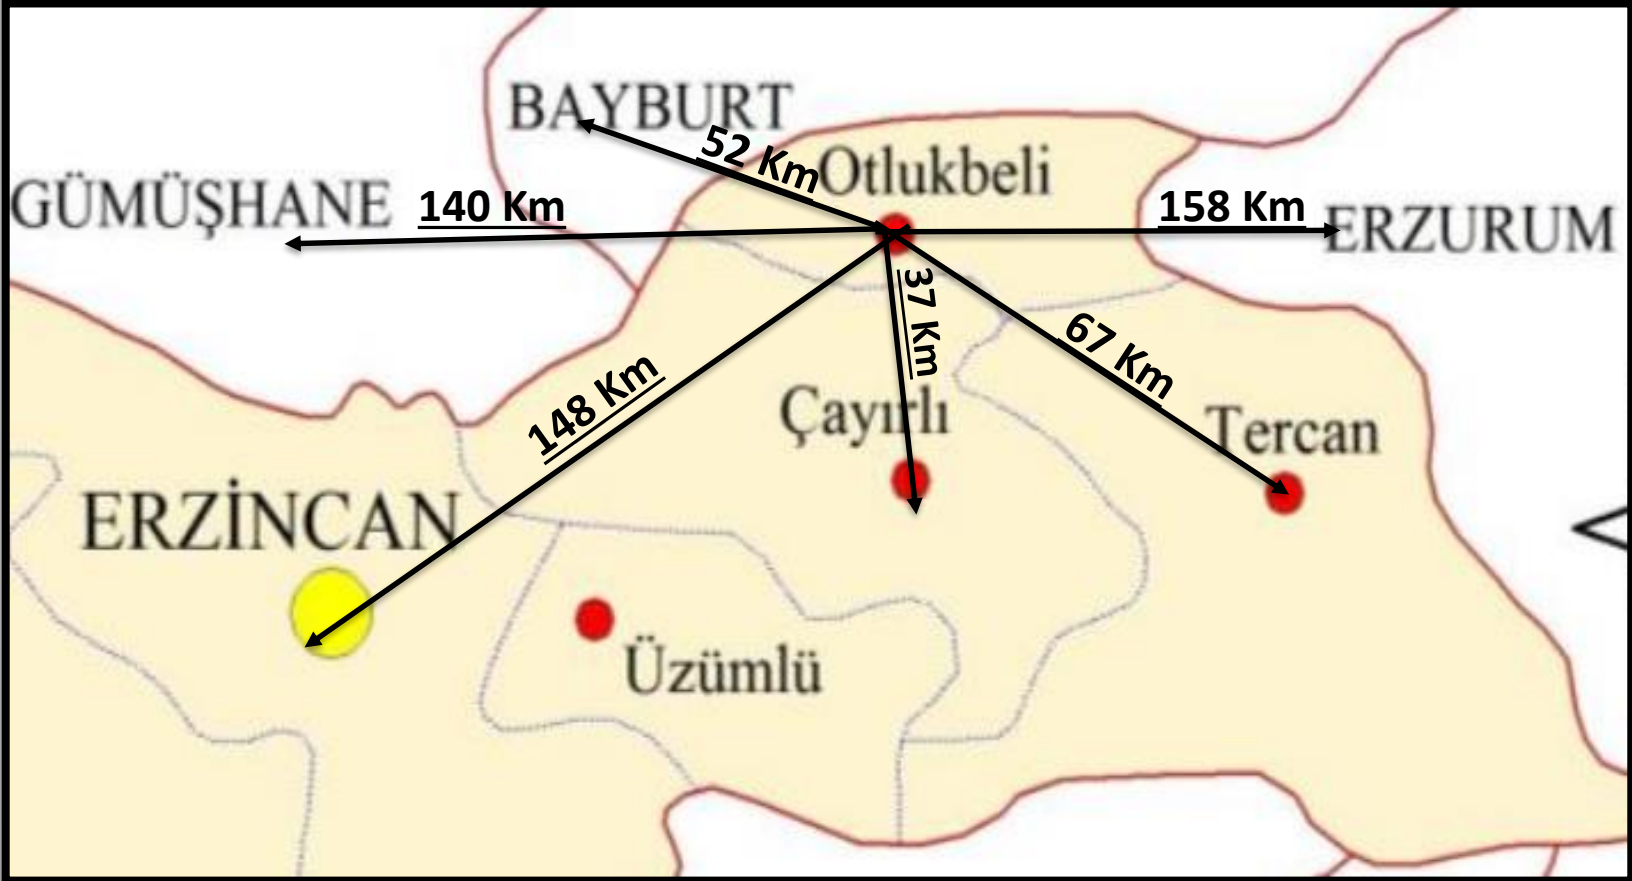 BAYBURT
52 Km
Otlukbeli
GÜMÜŞHANE
140 Km
158 Km
ERZURUM
37 Km
67 Km
148 Km
Çayırlı
Tercan
ERZİNCAN
Üzümlü